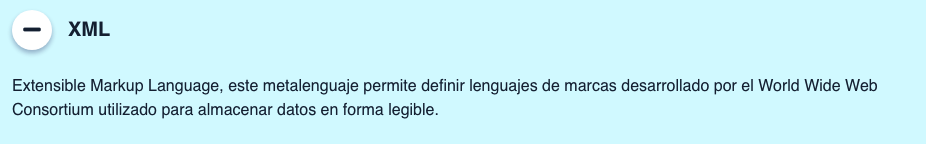 XML
Extensible Markup Language, este metalenguaje permite definir lenguajes de marcas desarrollado por el World Wide Web
Consortium utilizado para almacenar datos en forma legible.